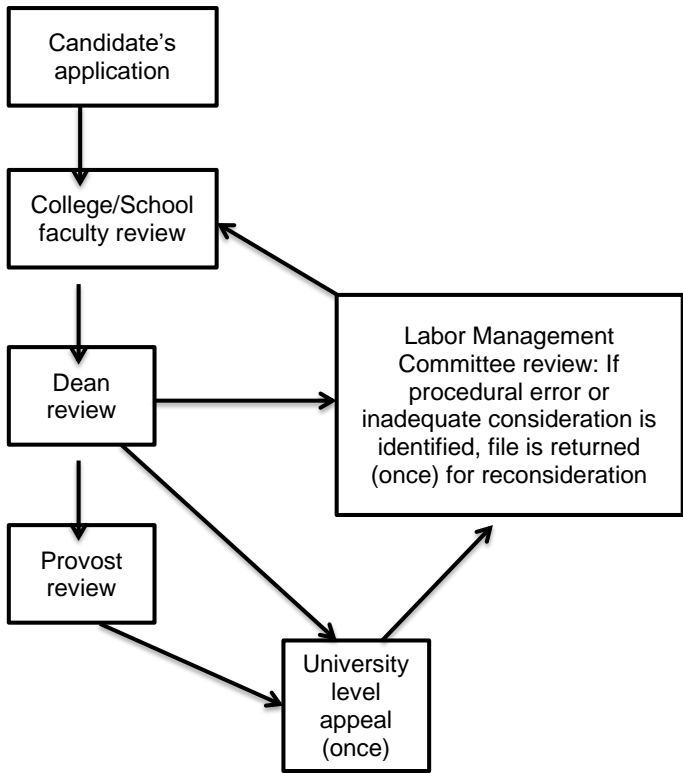 Candidate’s
application
College/School
faculty review
Labor Management
Committee review: If
procedural error or
inadequate consideration is
identified, file is returned
(once) for reconsideration
Dean
review
Provost
review
University
level
appeal
(once)